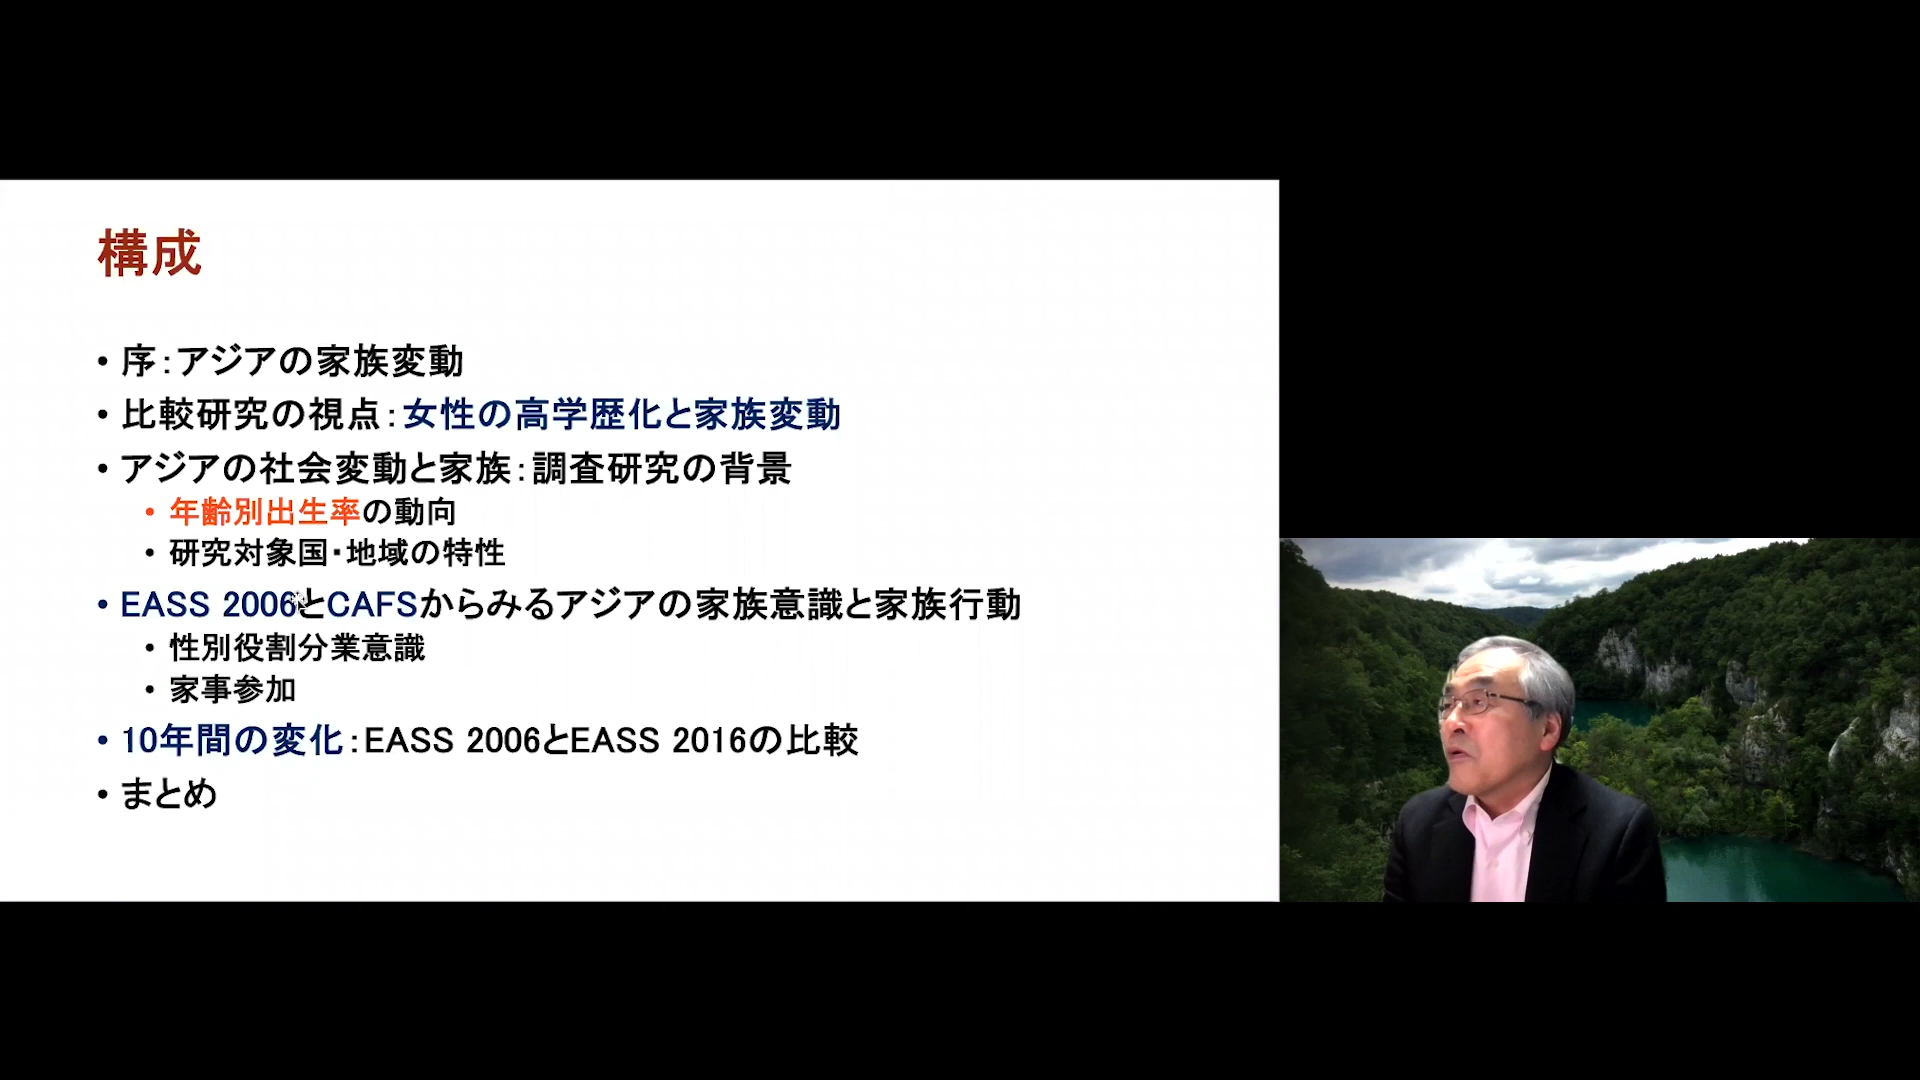 構成
• 序：アジアの家族変動
• 比較研究の視点：女性の高学歴化と家族変動
• アジアの社会変動と家族：調査研究の背景
• 年齢別出生率の動向
• 研究対象国・地域の特性
• EASS 2006とCAFSからみるアジアの家族意識と家族行動
• 性別役割分業意識
• 家事参加
• 10年間の変化：EASS 2006とEASS 2016の比較
• まとめ